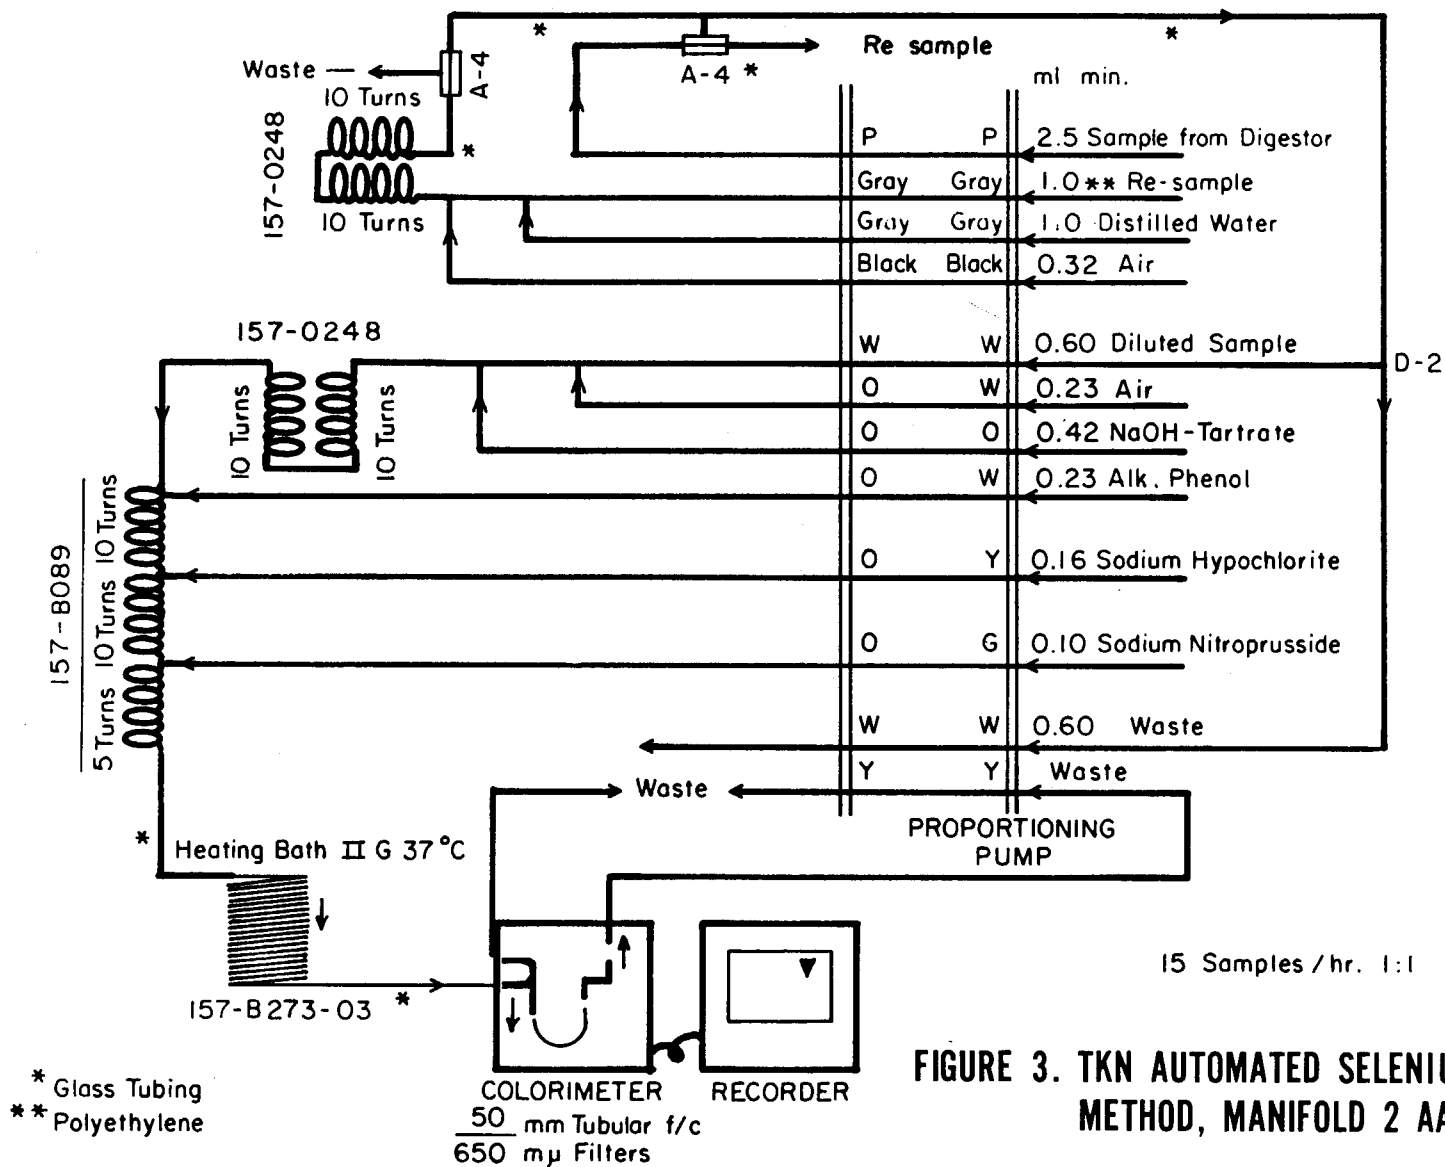 *
*
Re sample
A-4 *
ml min.
Waste —
A-4
10 Turns
157-0248
*
10 Turns
P P 2.5 Sample from Digestor
Gray Gray 1.0 ** Re-sample
Gray Gray 1.0 Distilled Water
Black Black 0.32 Air
157-0248
10 Turns
10 Turns
W W 0.60 Diluted Sample
D-2
O W 0.23 Air
O O 0.42 NaOH-Tartrate
O W 0.23 Alk. Phenol
157-B089
10 Turns
10 Turns
5 Turns
O Y 0.16 Sodium Hypochlorite
O G 0.10 Sodium Nitroprusside
W W 0.60 Waste
Y Y Waste
Waste
PROPORTIONING
PUMP
*
Heating Bath II G 37°C
157-B273-03
*
15 Samples/hr. 1:1
COLORIMETER
RECORDER
50 mm Tubular f/c
650 mµ Filters
* Glass Tubing
** Polyethylene
FIGURE 3. TKN AUTOMATED SELENIU
METHOD, MANIFOLD 2 AA